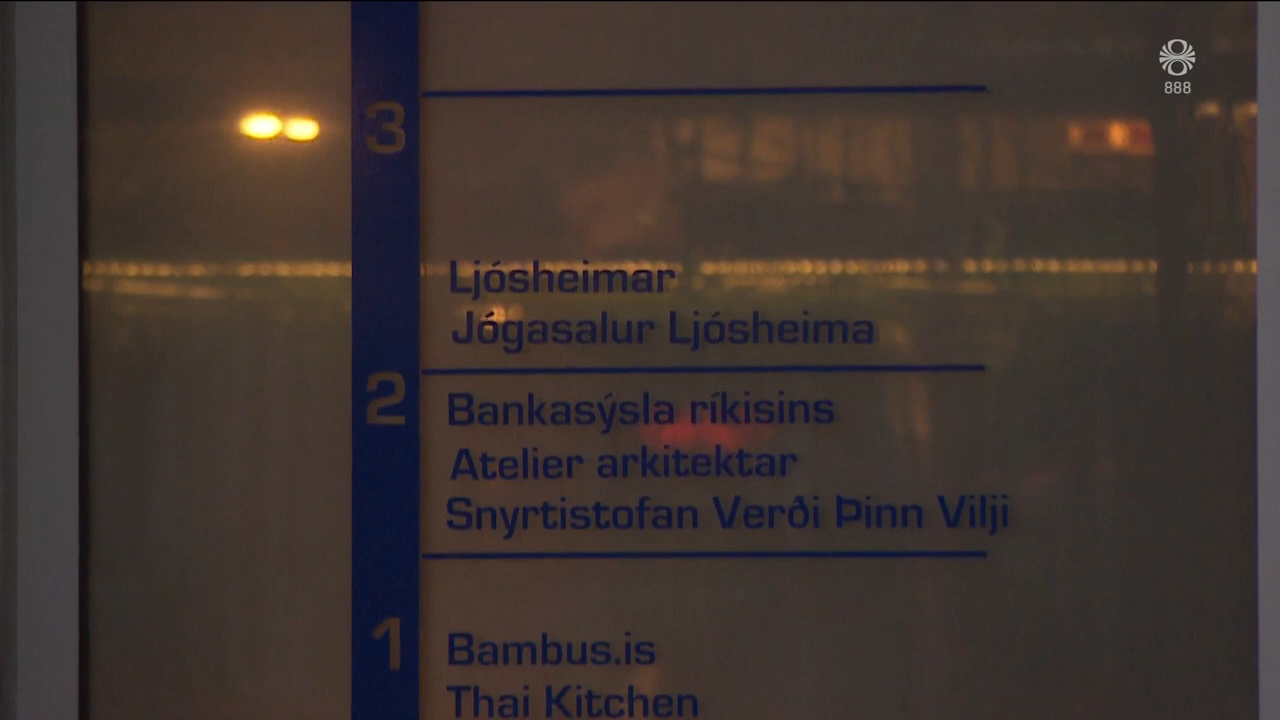 888
3
Ljósheimar
Jógasalur Ljósheima
2
Bankasýsla ríkisins
Atelier arkitektar
Snyrtistofan Verði Þinn Vilji
1
Bambus.is
Thai Kitchen